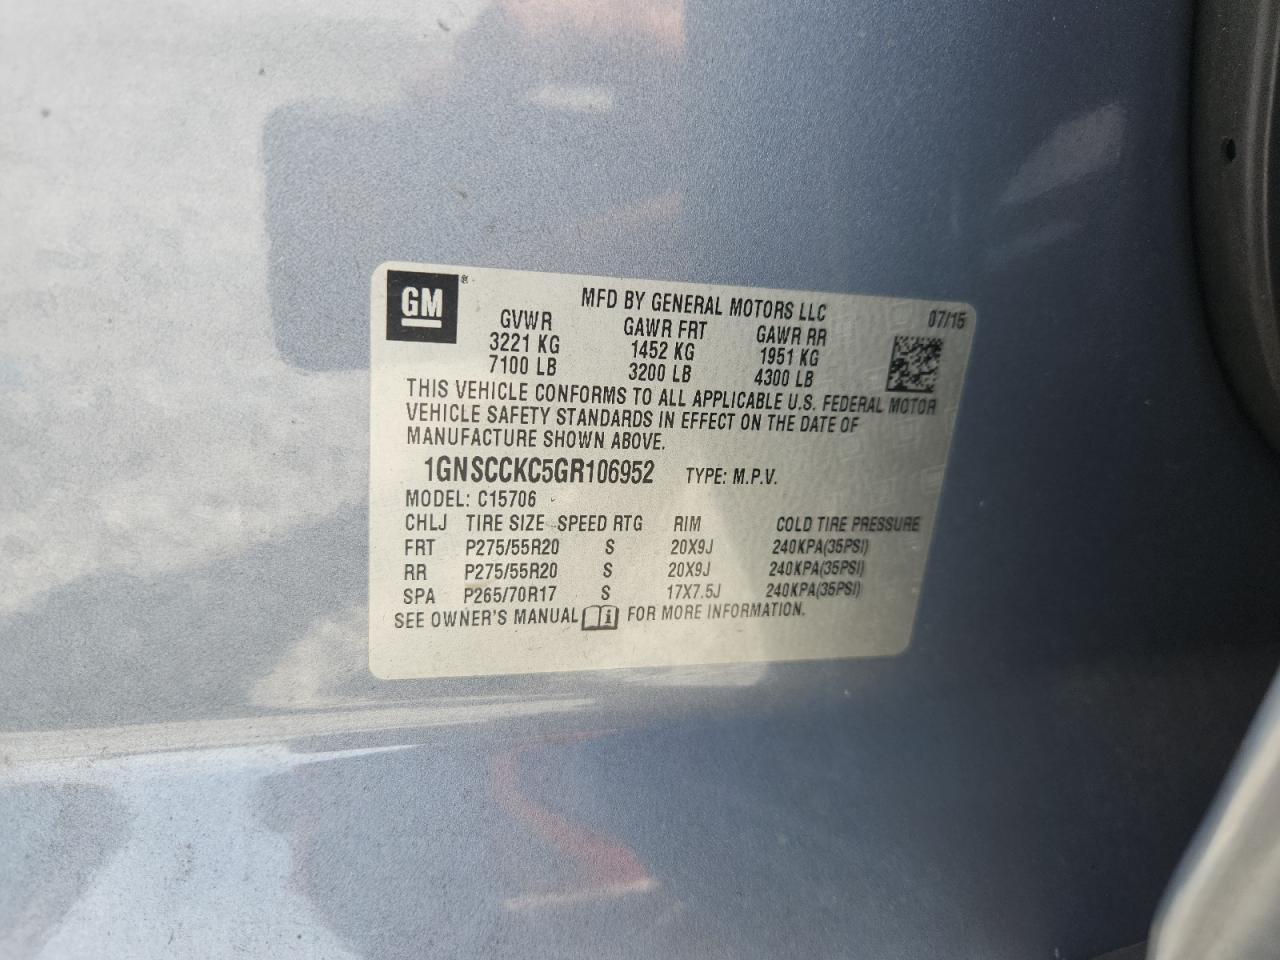 GM ®
MFD BY GENERAL MOTORS LLC 07/15
GVWR GAWR FRT GAWR RR
3221 KG 1452 KG 1951 KG
7100 LB 3200 LB 4300 LB
THIS VEHICLE CONFORMS TO ALL APPLICABLE U.S. FEDERAL MOTOR
VEHICLE SAFETY STANDARDS IN EFFECT ON THE DATE OF
MANUFACTURE SHOWN ABOVE.
1GNSCCKC5GR106952 TYPE: M.P.V.
MODEL: C15706
CHLJ TIRE SIZE SPEED RTG RIM COLD TIRE PRESSURE
FRT P275/55R20 S 20X9J 240KPA(35PSI)
RR P275/55R20 S 20X9J 240KPA(35PSI)
SPA P265/70R17 S 17X7.5J 240KPA(35PSI)
SEE OWNER'S MANUAL i FOR MORE INFORMATION.